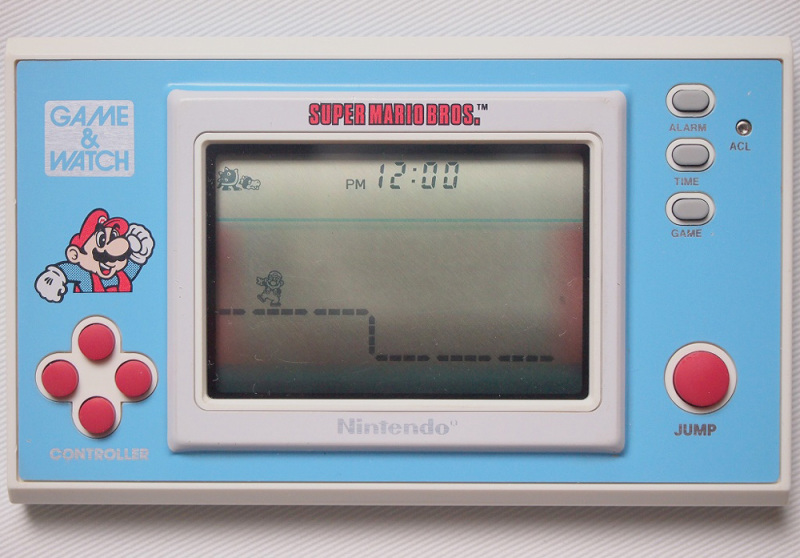 GAME
&
WATCH
SUPER MARIO BROS.™
PM 12:00
ALARM
ACL
TIME
GAME
Nintendo
CONTROLLER
JUMP